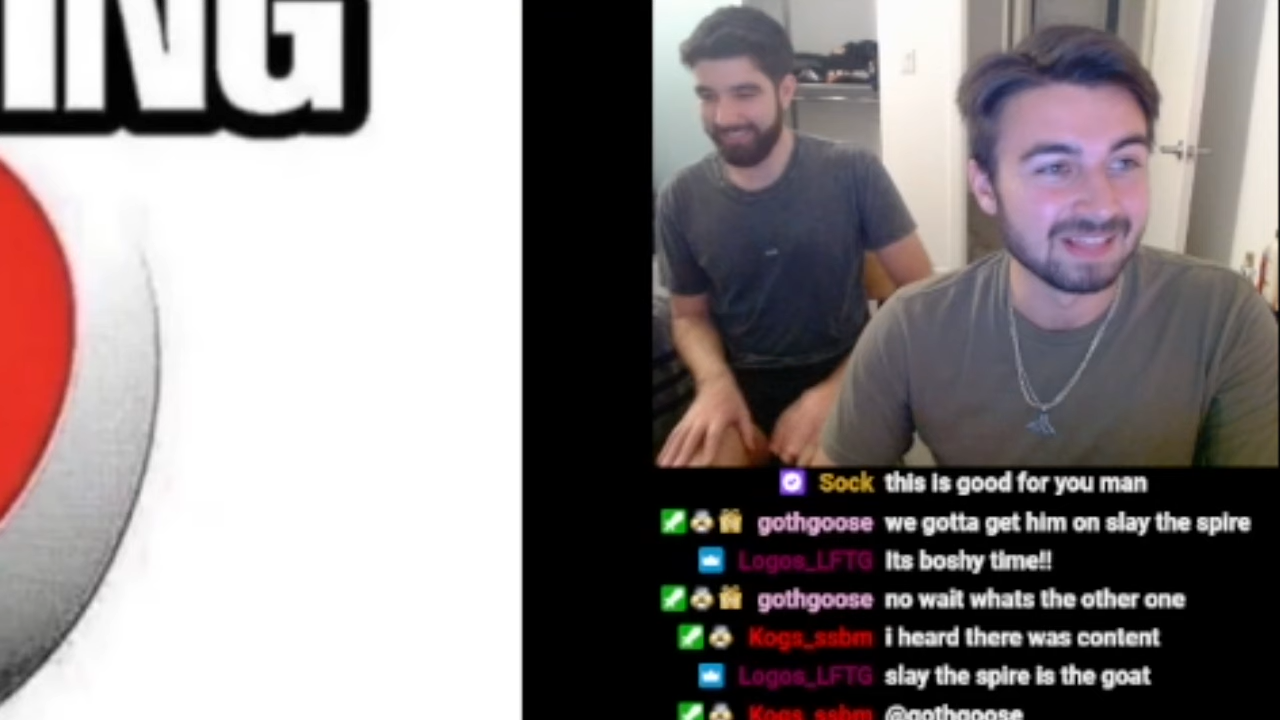 ING
Sock this is good for you man
gothgoose we gotta get him on slay the spire
Logos_LFTG Its boshy time!!
gothgoose no wait whats the other one
Kogs_ssbm i heard there was content
Logos_LFTG slay the spire is the goat
Kogs_ssbm @gothgoose